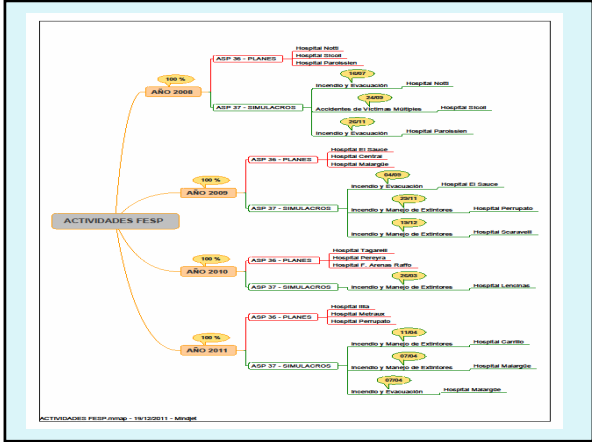 ACTIVIDADES FESP
100 %
AÑO 2008
ASP 36 - PLANES
Hospital Notti
Hospital Sicoli
Hospital Paroissien
ASP 37 - SIMULACROS
16/07
Incendio y Evacuación
Hospital Notti
24/09
Accidentes de Víctimas Múltiples
Hospital Sicoli
26/11
Incendio y Evacuación
Hospital Paroissien
100 %
AÑO 2009
ASP 36 - PLANES
Hospital El Sauce
Hospital Central
Hospital Malargüe
ASP 37 - SIMULACROS
04/09
Incendio y Evacuación
Hospital El Sauce
25/11
Incendio y Manejo de Extintores
Hospital Perrupato
19/12
Incendio y Manejo de Extintores
Hospital Scaravelli
100 %
AÑO 2010
ASP 36 - PLANES
Hospital Tagarelli
Hospital Pereyra
Hospital F. Arenas Raffo
ASP 37 - SIMULACROS
26/03
Incendio y Manejo de Extintores
Hospital Lencinas
100 %
AÑO 2011
ASP 36 - PLANES
Hospital Illia
Hospital Metraux
Hospital Perrupato
ASP 37 - SIMULACROS
11/04
Incendio y Manejo de Extintores
Hospital Carrillo
07/04
Incendio y Manejo de Extintores
Hospital Malargüe
07/04
Incendio y Evacuación
Hospital Malargüe
ACTIVIDADES FESP.mmap - 19/12/2011 - Mindjet